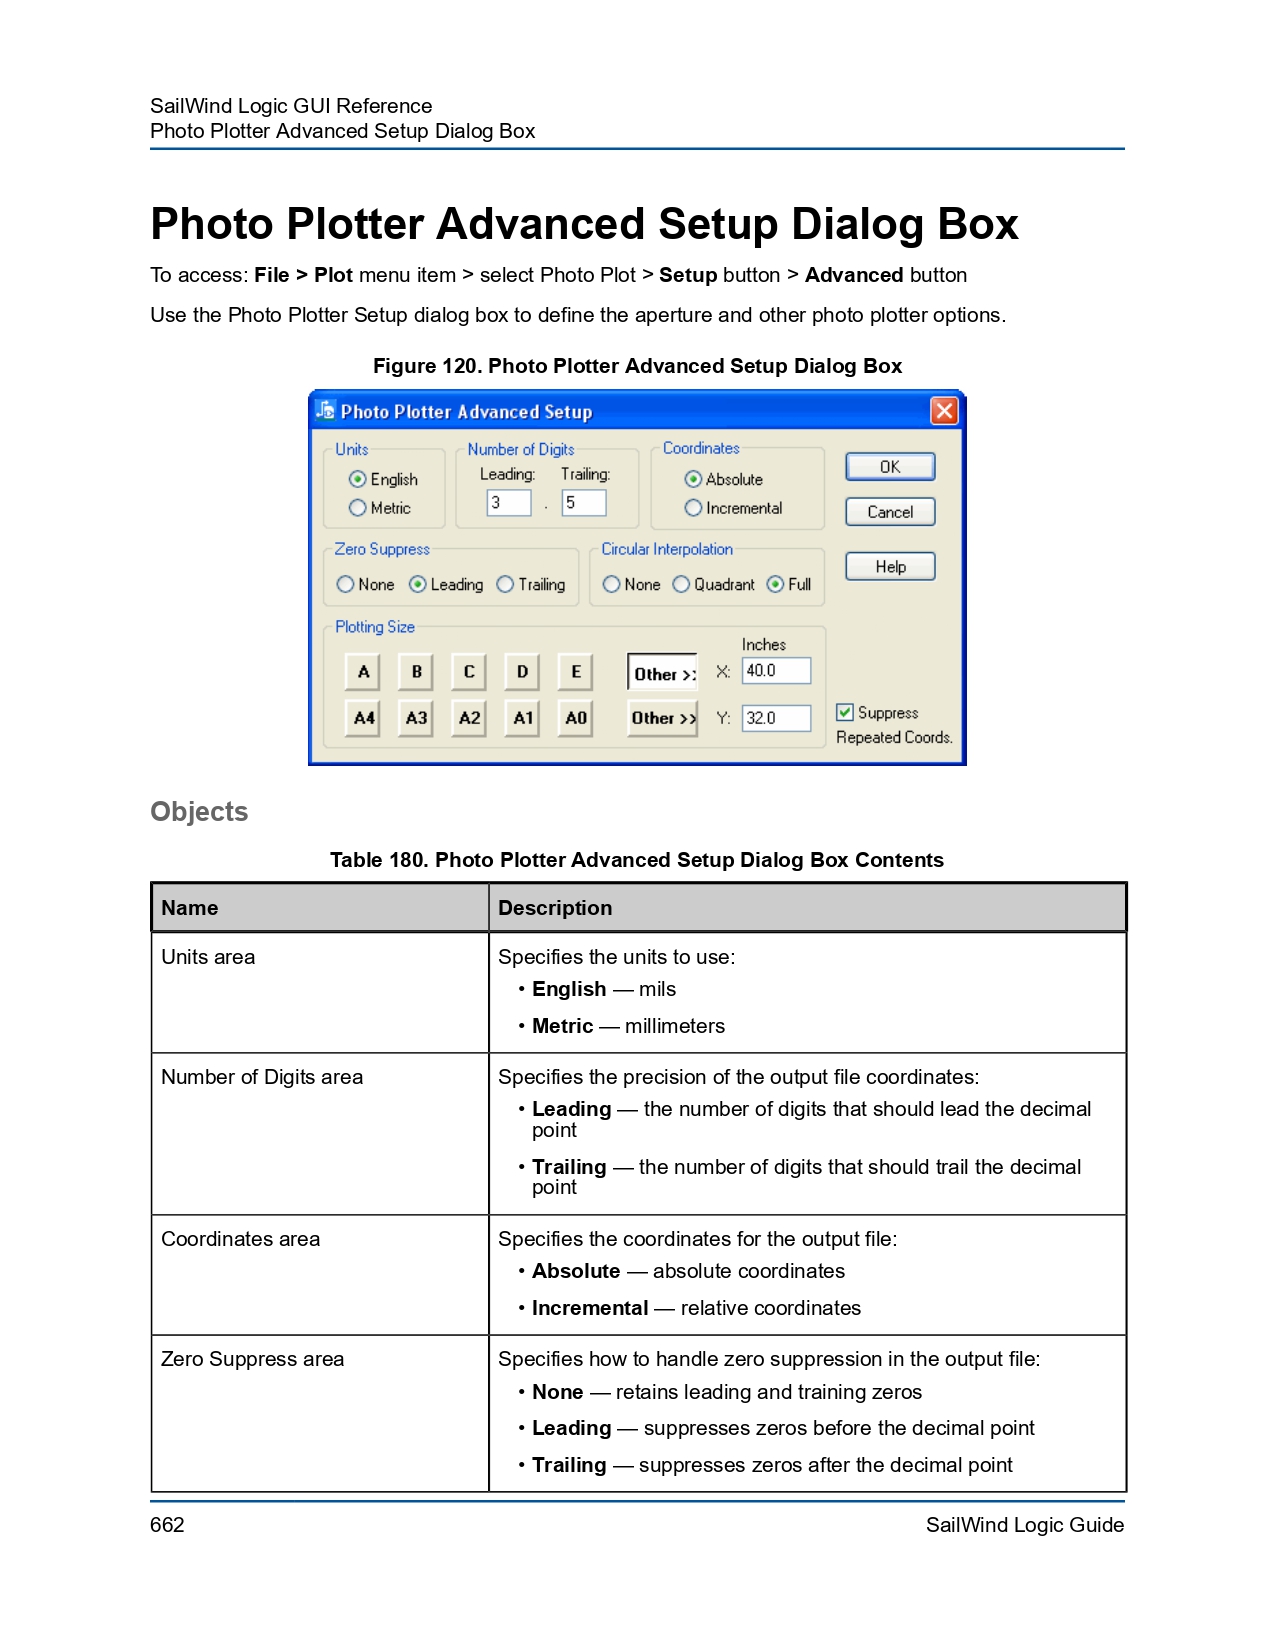 SailWind Logic GUI Reference
Photo Plotter Advanced Setup Dialog Box
Photo Plotter Advanced Setup Dialog Box
To access: File > Plot menu item > select Photo Plot > Setup button > Advanced button
Use the Photo Plotter Setup dialog box to define the aperture and other photo plotter options.
Figure 120. Photo Plotter Advanced Setup Dialog Box
Photo Plotter Advanced Setup
Units
English
Metric
Number of Digits
Leading: Trailing:
3 . 5
Coordinates
Absolute
Incremental
OK
Cancel
Help
Zero Suppress
None Leading Trailing
Circular Interpolation
None Quadrant Full
Plotting Size
Inches
A B C D E Other >> X: 40.0
A4 A3 A2 A1 A0 Other >> Y: 32.0
Suppress
Repeated Coords.
Objects
Table 180. Photo Plotter Advanced Setup Dialog Box Contents
Name Description
Units area Specifies the units to use:
• English — mils
• Metric — millimeters
Number of Digits area Specifies the precision of the output file coordinates:
• Leading — the number of digits that should lead the decimal
point
• Trailing — the number of digits that should trail the decimal
point
Coordinates area Specifies the coordinates for the output file:
• Absolute — absolute coordinates
• Incremental — relative coordinates
Zero Suppress area Specifies how to handle zero suppression in the output file:
• None — retains leading and training zeros
• Leading — suppresses zeros before the decimal point
• Trailing — suppresses zeros after the decimal point
662 SailWind Logic Guide